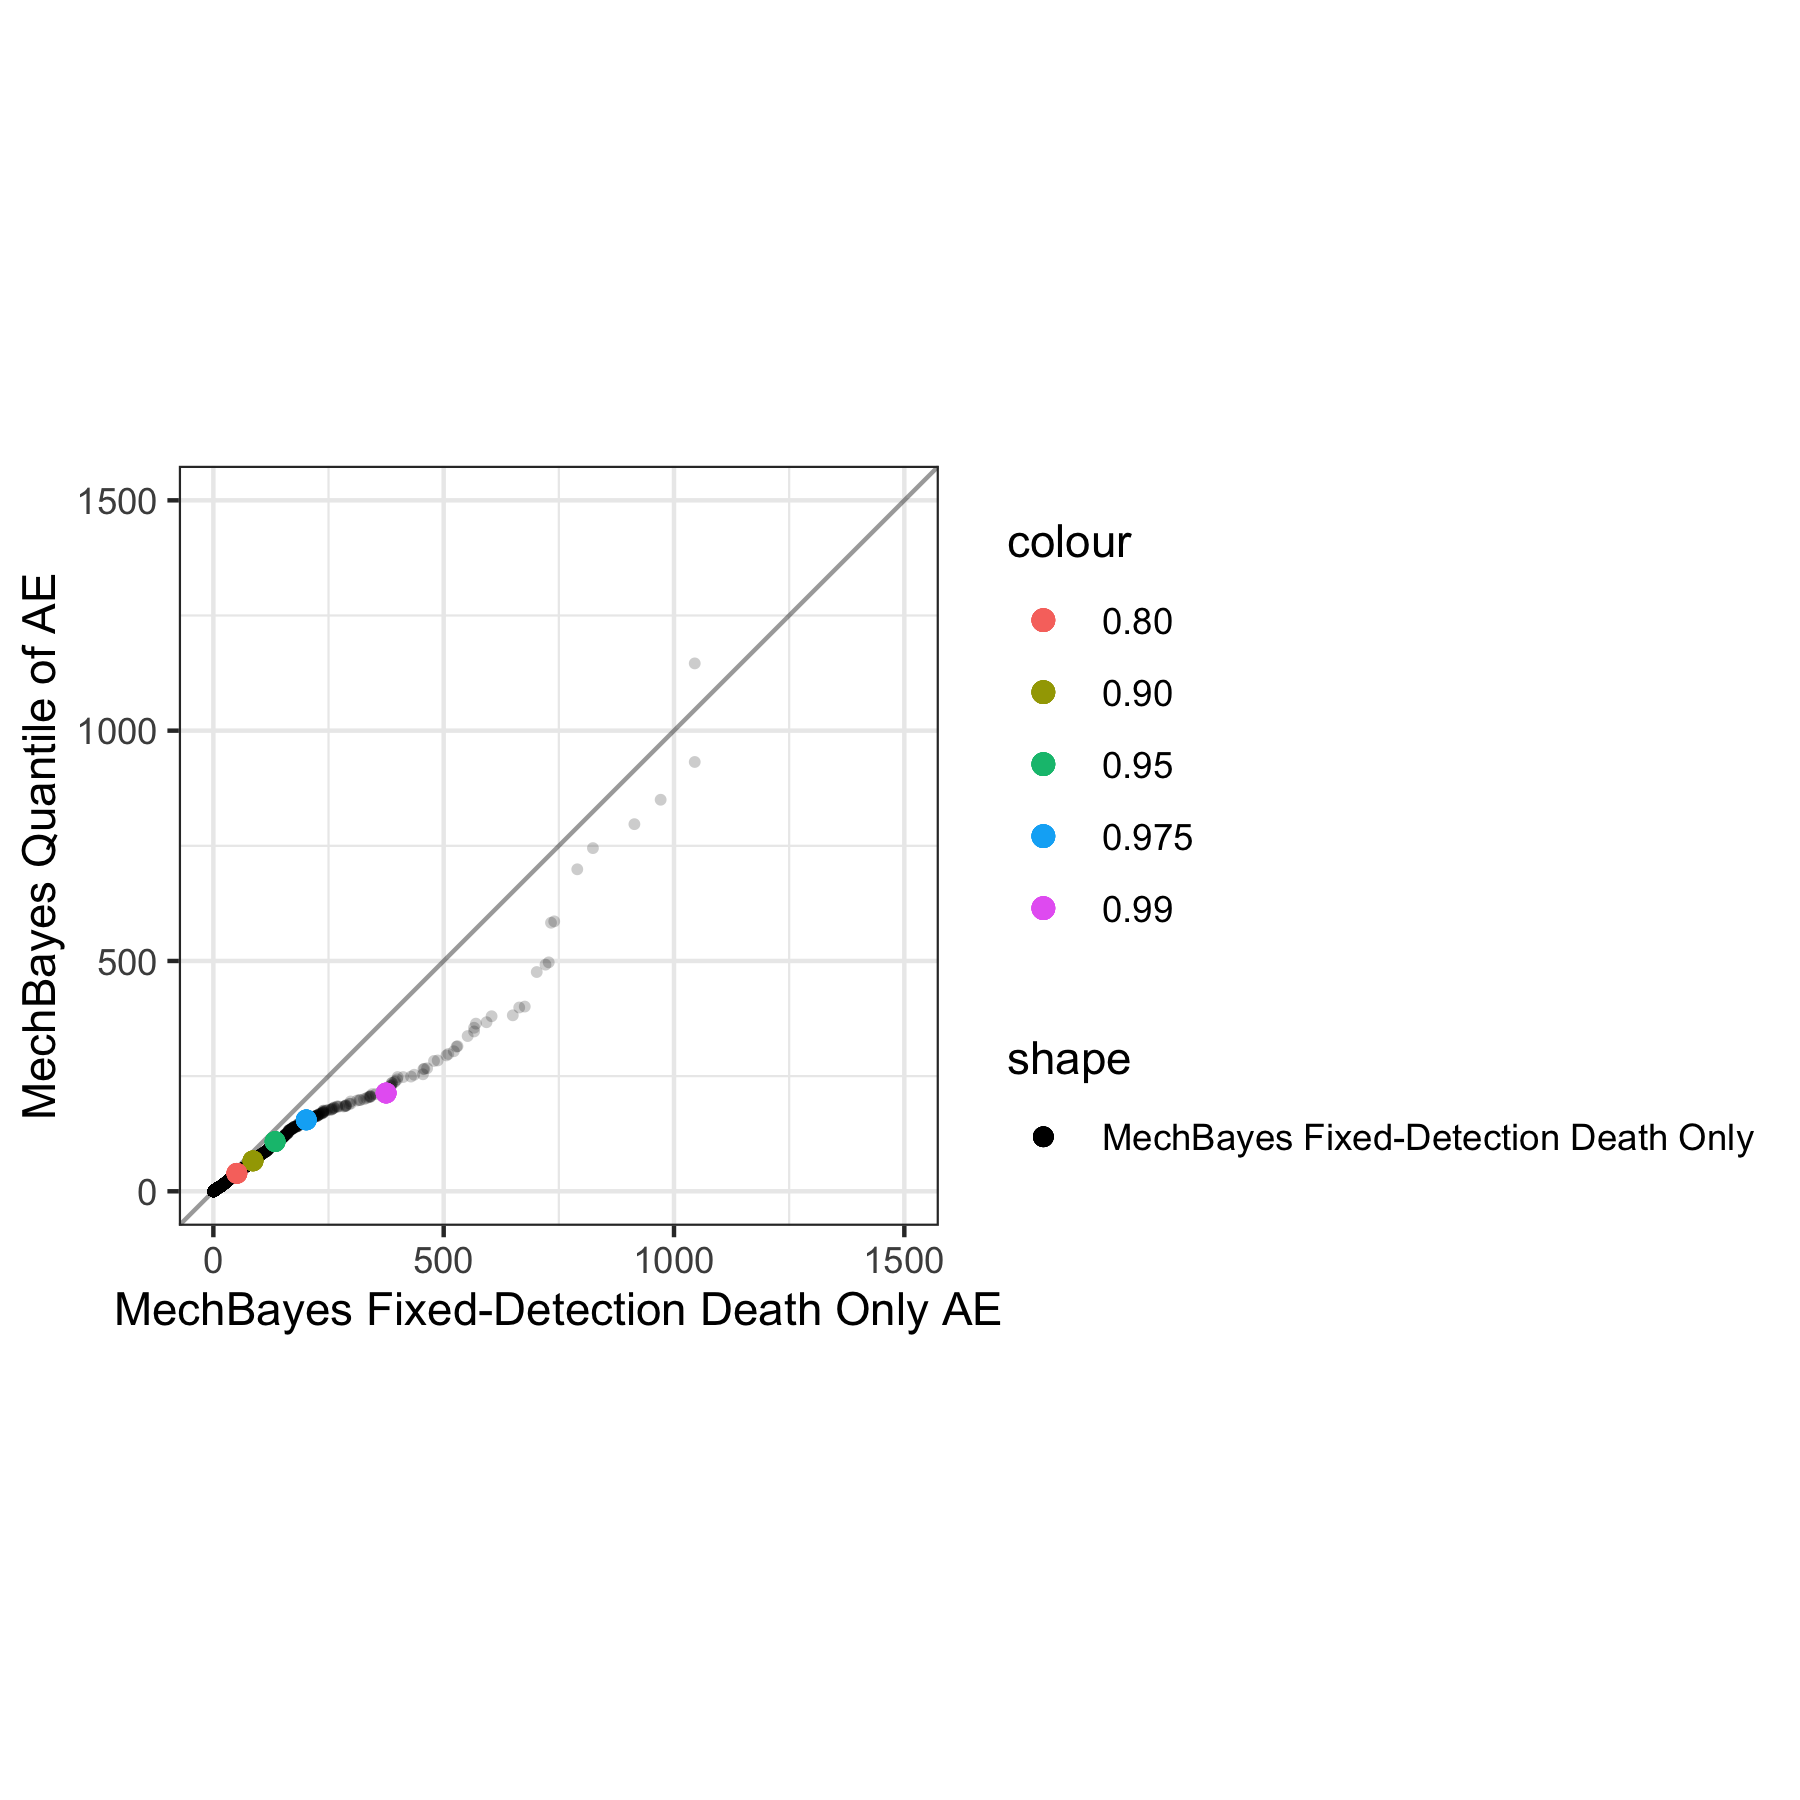 MechBayes Quantile of AE
1500
1000
500
0
0
500
1000
1500
MechBayes Fixed-Detection Death Only AE
colour
0.80
0.90
0.95
0.975
0.99
shape
MechBayes Fixed-Detection Death Only